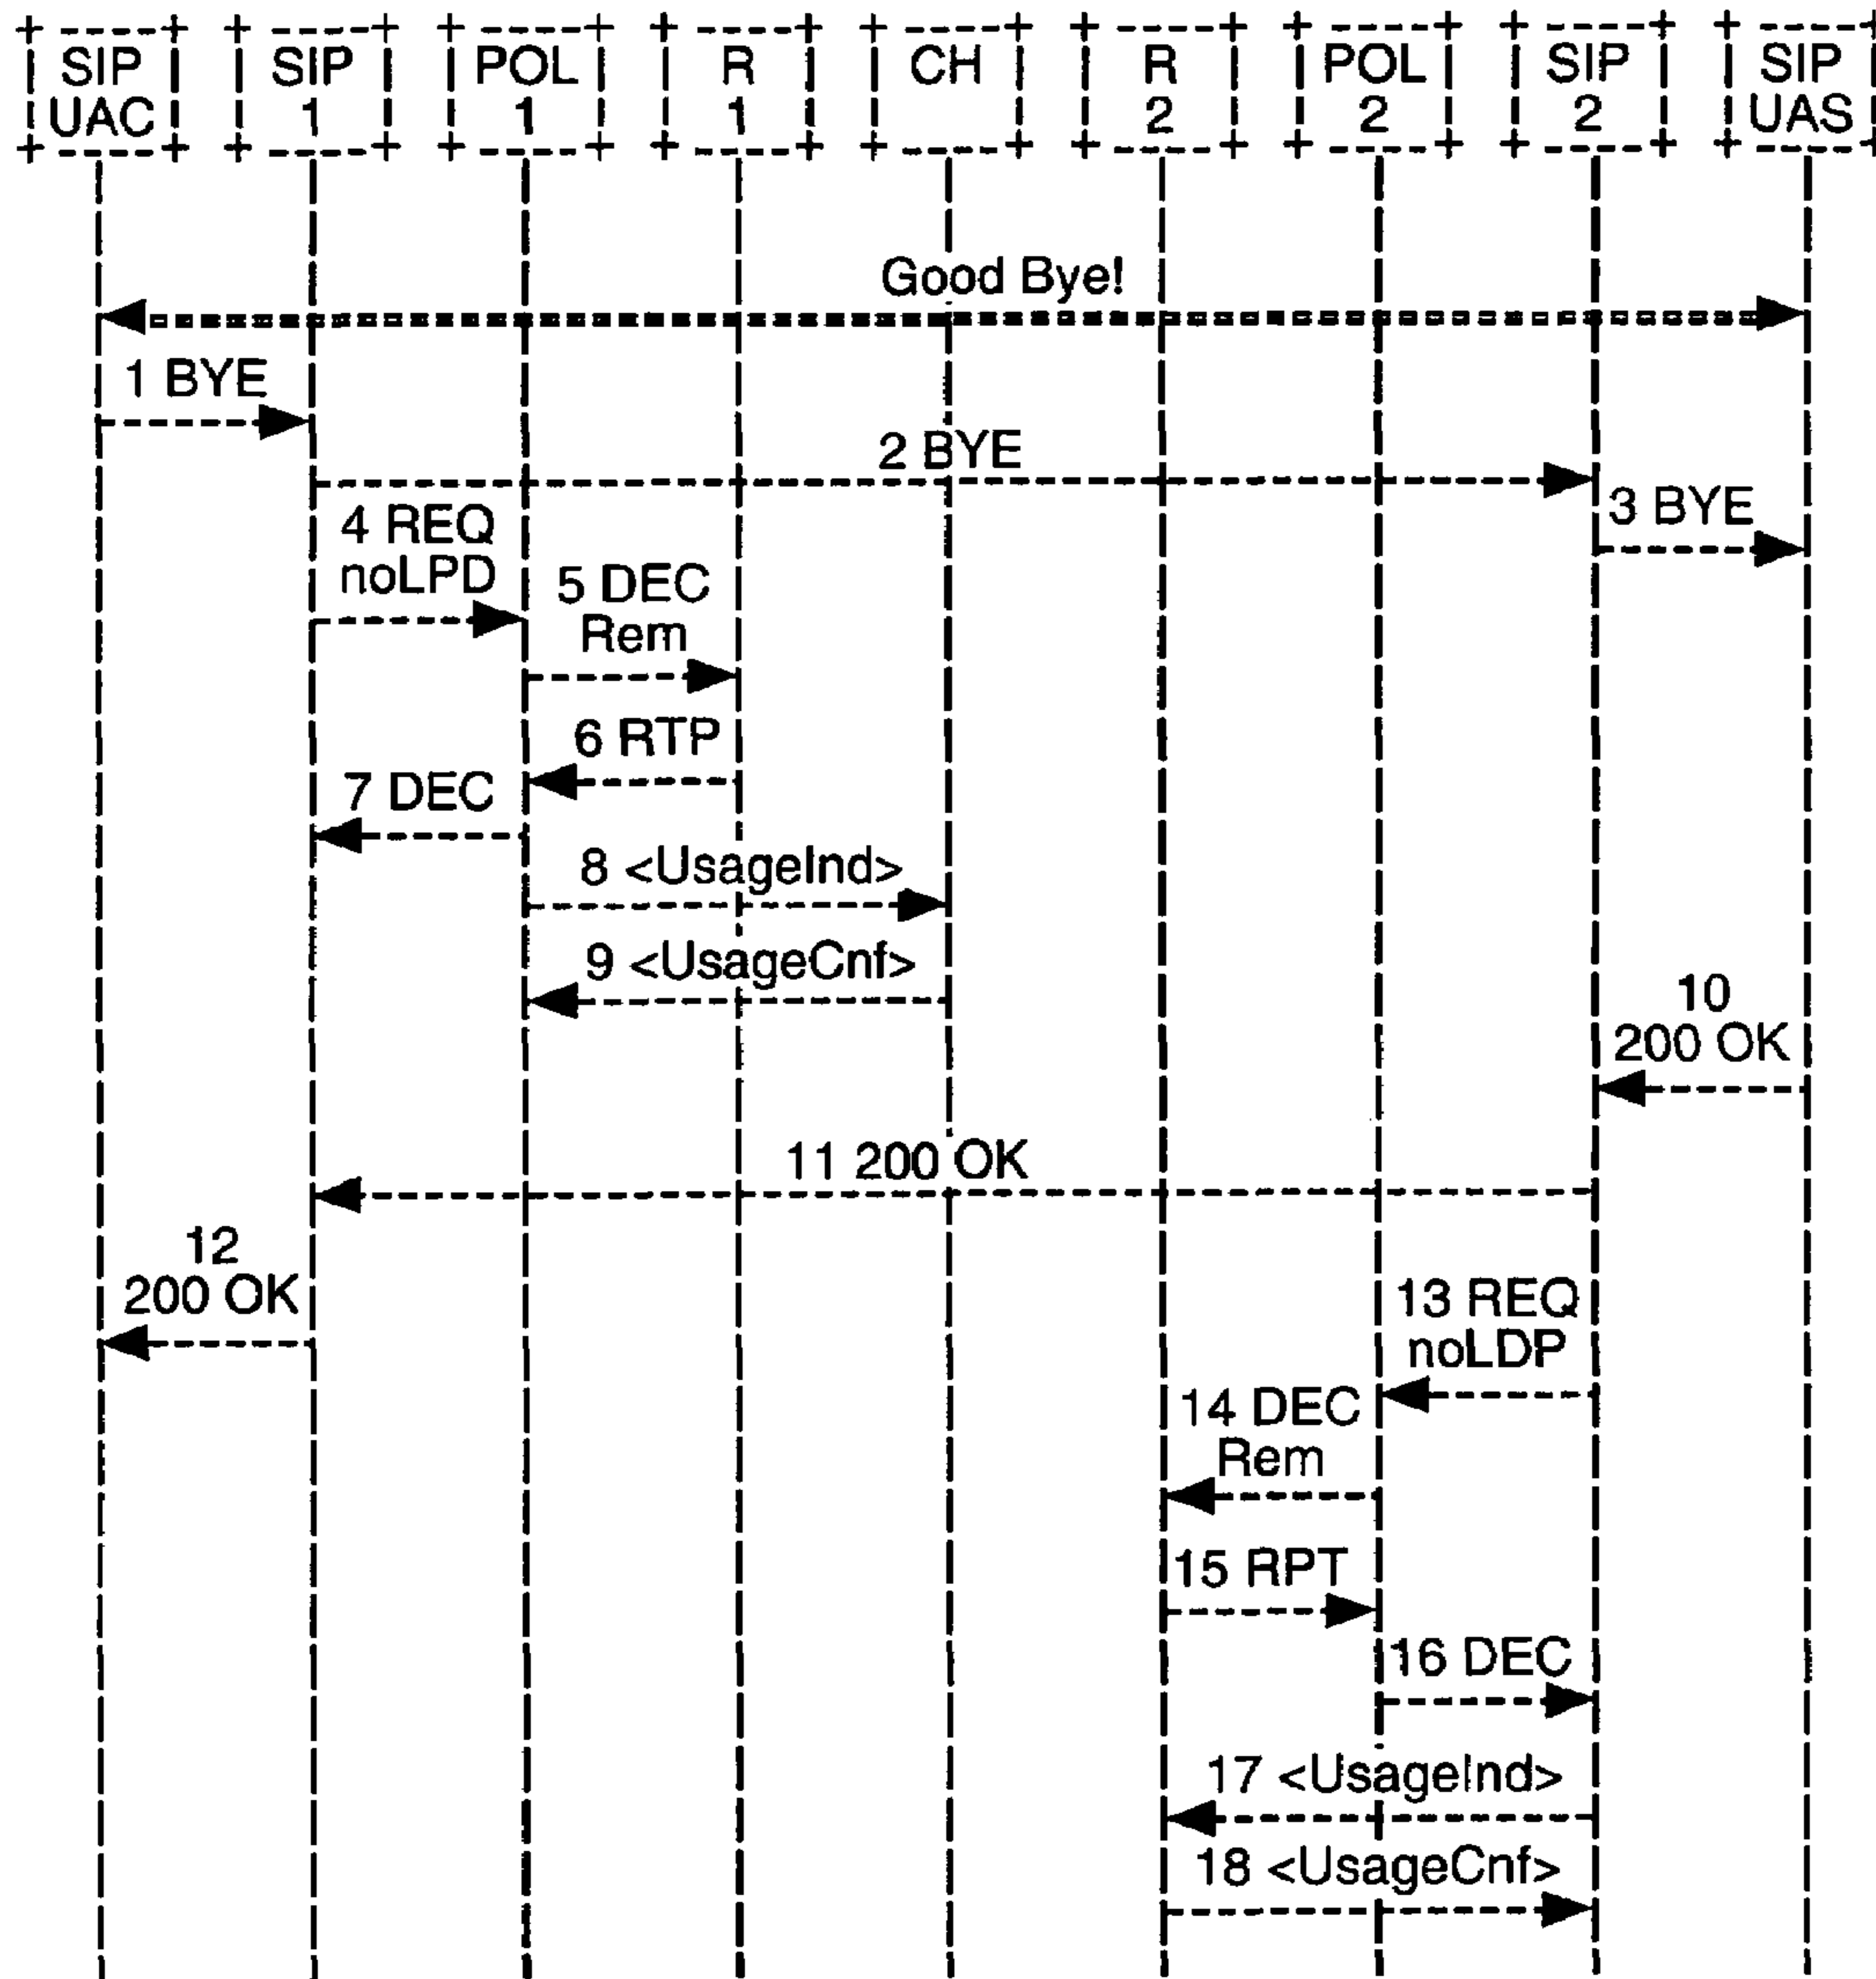 SIP UAC
SIP 1
POL 1
R 1
CH
R 2
POL 2
SIP 2
SIP UAS
Good Bye!
1 BYE
2 BYE
3 BYE
4 REQ
noLPD
5 DEC
Rem
6 RTP
7 DEC
8 <UsageInd>
9 <UsageCnf>
10
200 OK
11 200 OK
12
200 OK
13 REQ
noLDP
14 DEC
Rem
15 RPT
16 DEC
17 <UsageInd>
18 <UsageCnf>